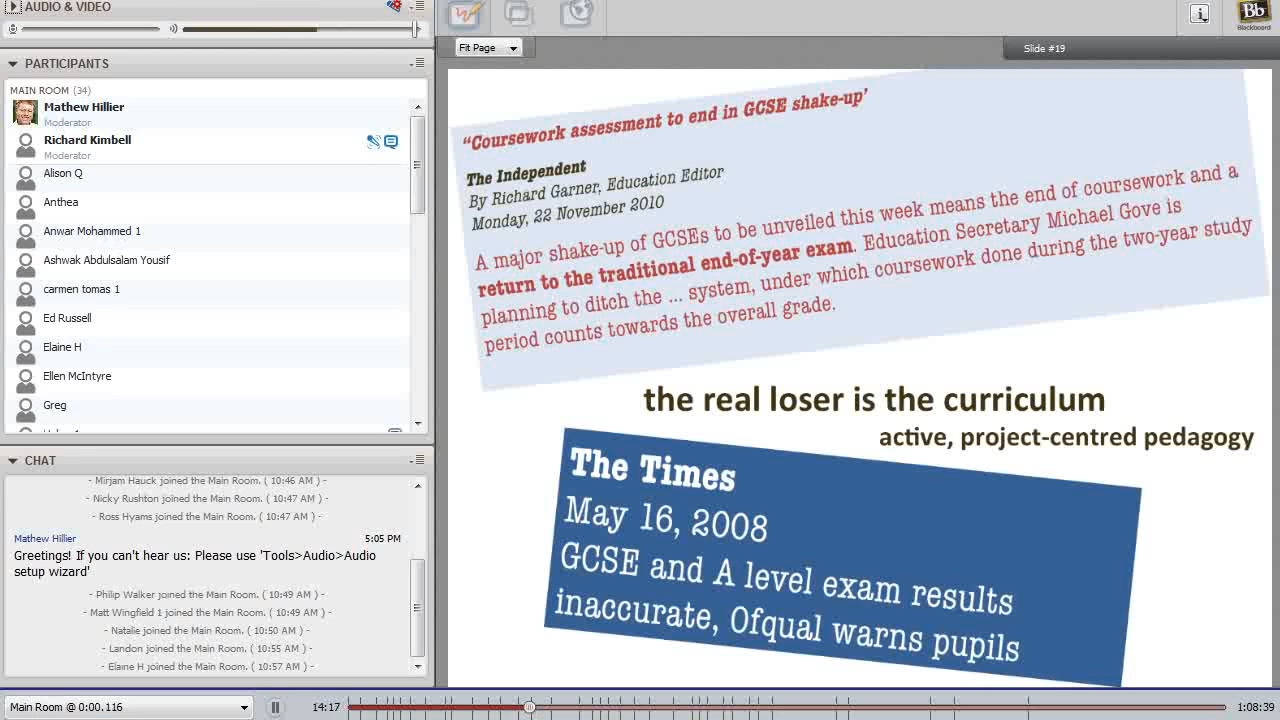 AUDIO & VIDEO
PARTICIPANTS
MAIN ROOM (34)
Mathew Hillier
Moderator
Richard Kimbell
Moderator
Alison Q
Anthea
Anwar Mohammed 1
Ashwak Abdulsalam Yousif
carmen tomas 1
Ed Russell
Elaine H
Ellen McIntyre
Greg
CHAT
- Mirjam Hauck joined the Main Room. ( 10:46 AM ) -
- Nicky Rushton joined the Main Room. ( 10:47 AM ) -
- Ross Hyams joined the Main Room. ( 10:47 AM ) -
Mathew Hillier 5:05 PM
Greetings! If you can't hear us: Please use 'Tools>Audio>Audio
setup wizard'
- Philip Walker joined the Main Room. ( 10:49 AM ) -
- Matt Wingfield 1 joined the Main Room. ( 10:49 AM ) -
- Natalie joined the Main Room. ( 10:50 AM ) -
- Landon joined the Main Room. ( 10:55 AM ) -
- Elaine H joined the Main Room. ( 10:57 AM ) -
Main Room @ 0:00.116
14:17
1:08:39
Bb
Blackboard
Fit Page
Slide #19
“Coursework assessment to end in GCSE shake-up’
The Independent
By Richard Garner, Education Editor
Monday, 22 November 2010
A major shake-up of GCSEs to be unveiled this week means the end of coursework and a
return to the traditional end-of-year exam. Education Secretary Michael Gove is
planning to ditch the ... system, under which coursework done during the two-year study
period counts towards the overall grade.
the real loser is the curriculum
active, project-centred pedagogy
The Times
May 16, 2008
GCSE and A level exam results
inaccurate, Ofqual warns pupils